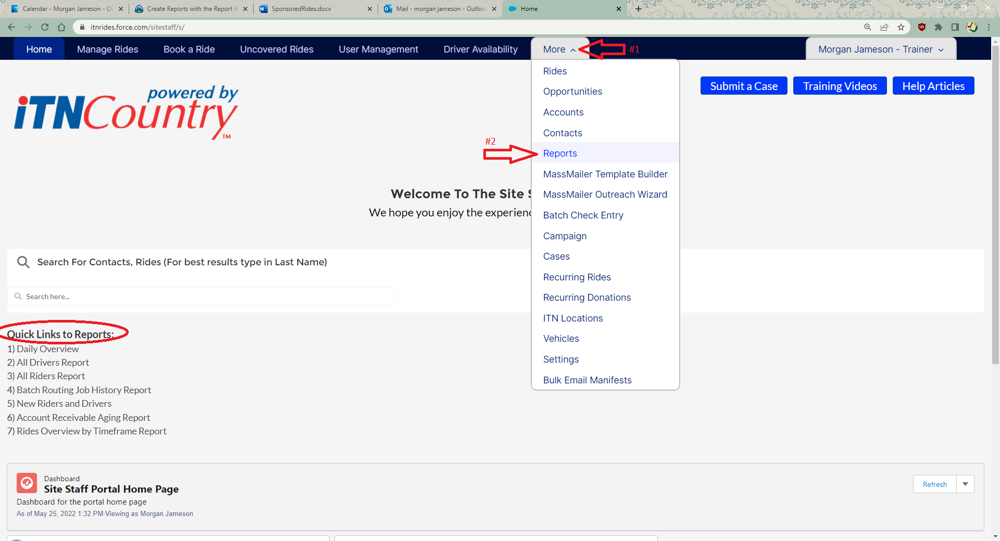 Calendar - Morgan Jameson - Ou
Create Reports with the Report B
SponsoredRides.docx
Mail - morgan jameson - Outlook
Home
itnrides.force.com/sitestaff/s/
Home
Manage Rides
Book a Ride
Uncovered Rides
User Management
Driver Availability
More
#1
Morgan Jameson - Trainer
Rides
Opportunities
Accounts
Contacts
#2
Reports
MassMailer Template Builder
MassMailer Outreach Wizard
Batch Check Entry
Campaign
Cases
Recurring Rides
Recurring Donations
ITN Locations
Vehicles
Settings
Bulk Email Manifests
Submit a Case
Training Videos
Help Articles
powered by
iTNCountry
TM
Welcome To The Site S
We hope you enjoy the experienc
Search For Contacts, Rides (For best results type in Last Name)
Search here...
Quick Links to Reports:
1) Daily Overview
2) All Drivers Report
3) All Riders Report
4) Batch Routing Job History Report
5) New Riders and Drivers
6) Account Receivable Aging Report
7) Rides Overview by Timeframe Report
Dashboard
Site Staff Portal Home Page
Dashboard for the portal home page
As of May 25, 2022 1:32 PM·Viewing as Morgan Jameson
Refresh